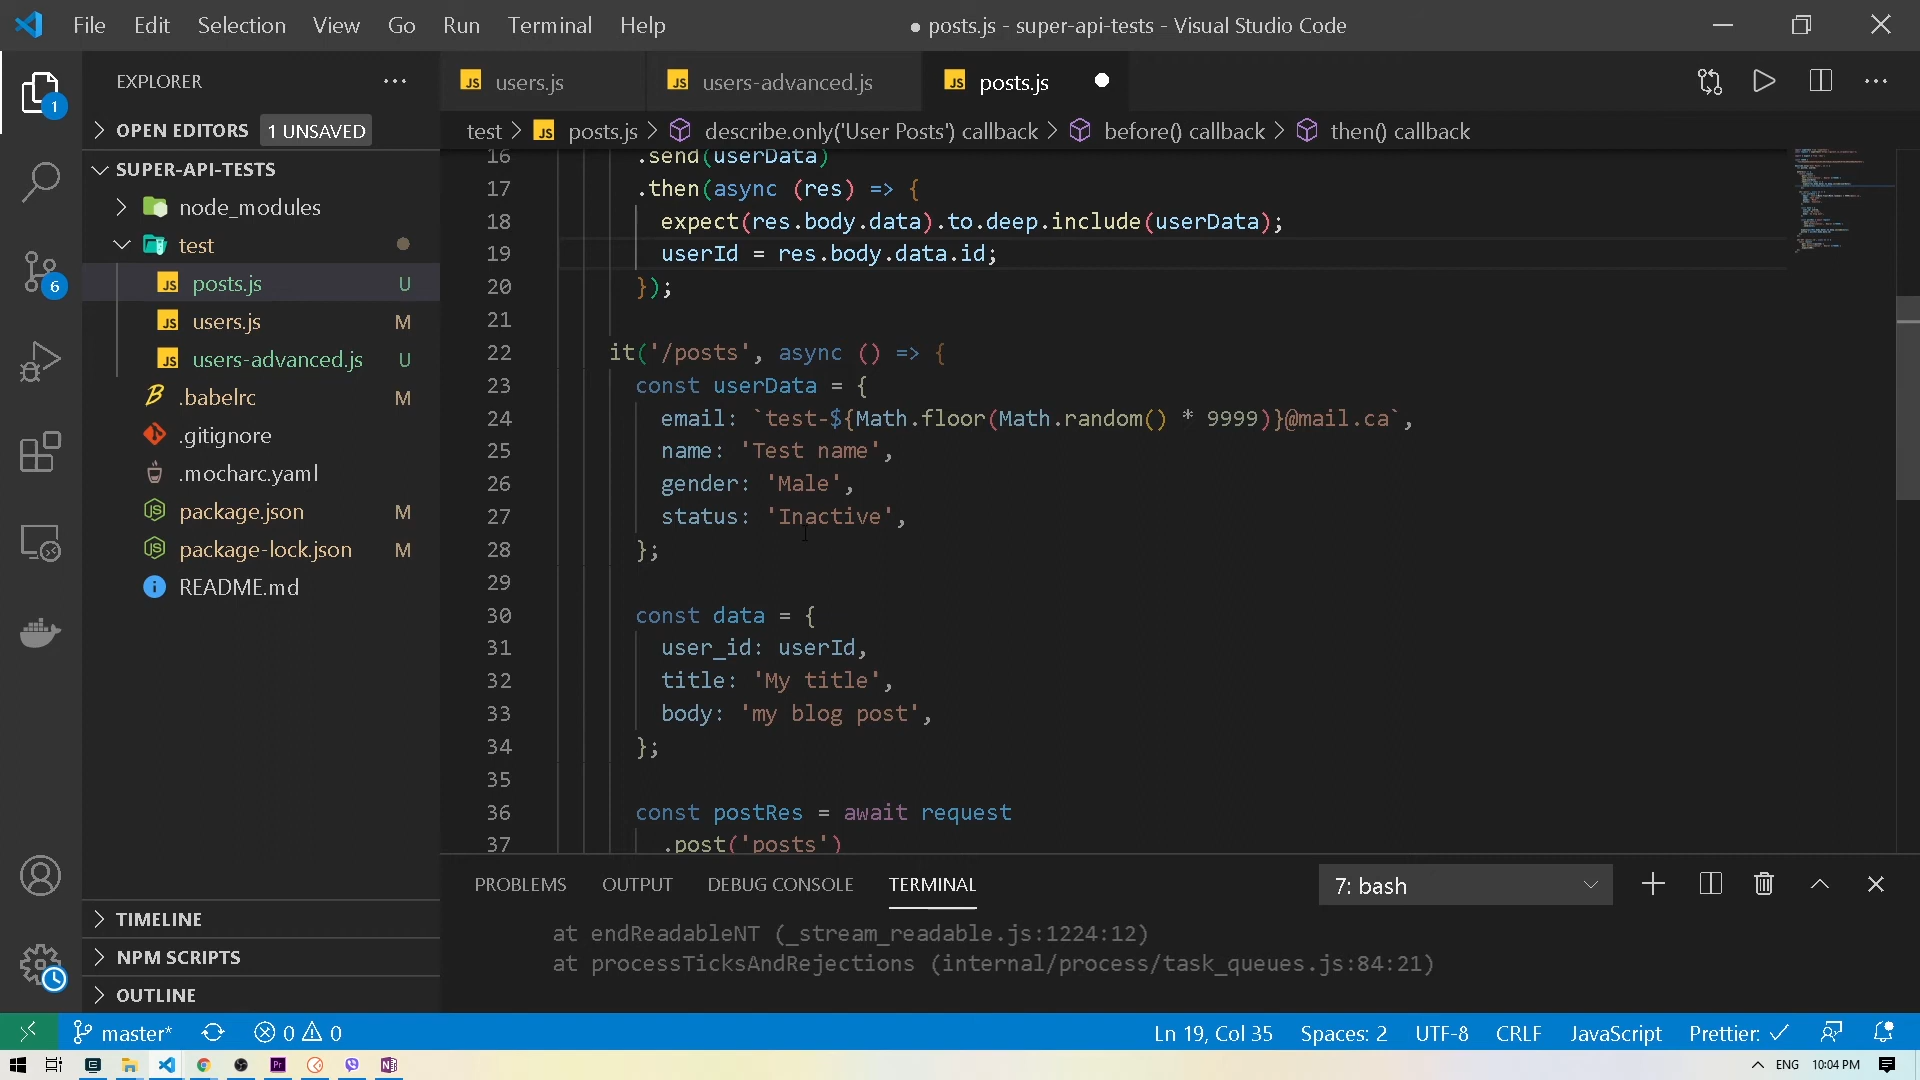 File Edit Selection View Go Run Terminal Help
● posts.js - super-api-tests - Visual Studio Code
EXPLORER
JS users.js
JS users-advanced.js
JS posts.js
1
OPEN EDITORS 1 UNSAVED
test > JS posts.js > describe.only('User Posts') callback > before() callback > then() callback
SUPER-API-TESTS
node_modules
test
JS posts.js U
JS users.js M
JS users-advanced.js U
.babelrc M
.gitignore
.mocharc.yaml
package.json M
package-lock.json M
README.md
6
TIMELINE
NPM SCRIPTS
OUTLINE
16 .send(userData)
17 .then(async (res) => {
18 expect(res.body.data).to.deep.include(userData);
19 userId = res.body.data.id;
20 });
21
22 it('/posts', async () => {
23 const userData = {
24 email: `test-${Math.floor(Math.random() * 9999)}@mail.ca`,
25 name: 'Test name',
26 gender: 'Male',
27 status: 'Inactive',
28 };
29
30 const data = {
31 user_id: userId,
32 title: 'My title',
33 body: 'my blog post',
34 };
35
36 const postRes = await request
37 .post('posts')
PROBLEMS OUTPUT DEBUG CONSOLE TERMINAL
7: bash
at endReadableNT (_stream_readable.js:1224:12)
at processTicksAndRejections (internal/process/task_queues.js:84:21)
master* 0 0
Ln 19, Col 35 Spaces: 2 UTF-8 CRLF JavaScript Prettier: ✓
ENG 10:04 PM